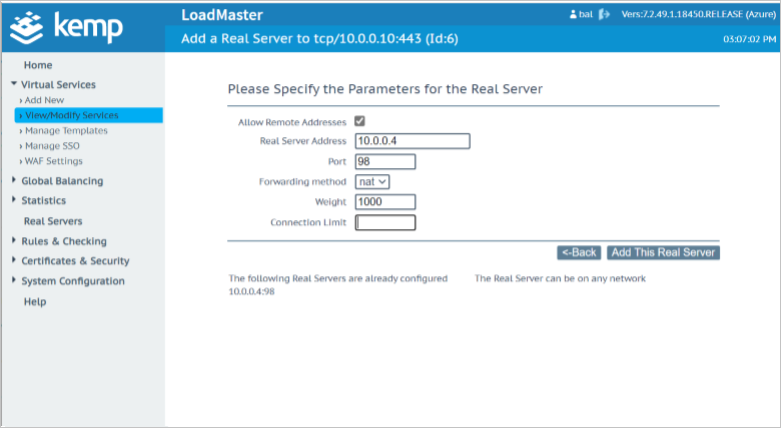 kemp
LoadMaster
bal
Vers:7.2.49.1.18450.RELEASE (Azure)
Add a Real Server to tcp/10.0.0.10:443 (Id:6)
03:07:02 PM
Home
Virtual Services
Add New
View/Modify Services
Manage Templates
Manage SSO
WAF Settings
Global Balancing
Statistics
Real Servers
Rules & Checking
Certificates & Security
System Configuration
Help
Please Specify the Parameters for the Real Server
Allow Remote Addresses
Real Server Address 10.0.0.4
Port 98
Forwarding method nat
Weight 1000
Connection Limit
<-Back
Add This Real Server
The following Real Servers are already configured
10.0.0.4:98
The Real Server can be on any network